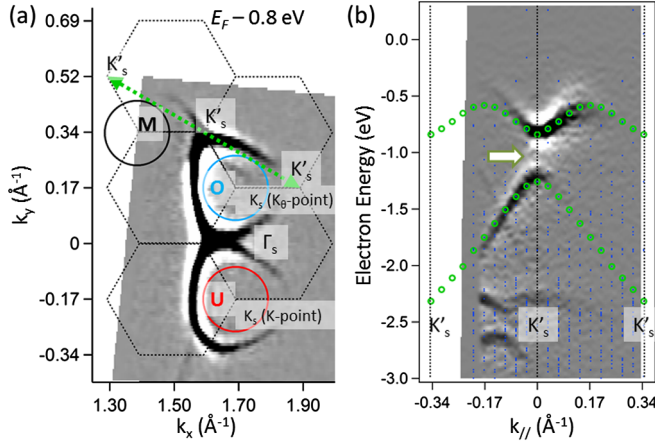 (a)
E_F – 0.8 eV
0.69
0.52
0.34
0.17
0
-0.17
-0.34
k_y (Å⁻¹)
K'_s
M
K'_s
K'_s
O
K_s (K_θ-point)
Γ_s
U
K_s (K-point)
1.30 1.50 1.70 1.90
k_x (Å⁻¹)
(b)
Electron Energy (eV)
0.0
-0.5
-1.0
-1.5
-2.0
-2.5
-3.0
K'_s K'_s K'_s
-0.34 -0.17 0 0.17 0.34
k_// (Å⁻¹)